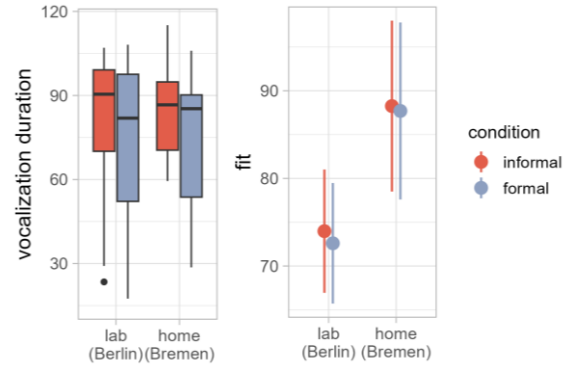 vocalization duration
120
90
60
30
lab
(Berlin)
home
(Bremen)
fit
90
80
70
lab
(Berlin)
home
(Bremen)
condition
informal
formal